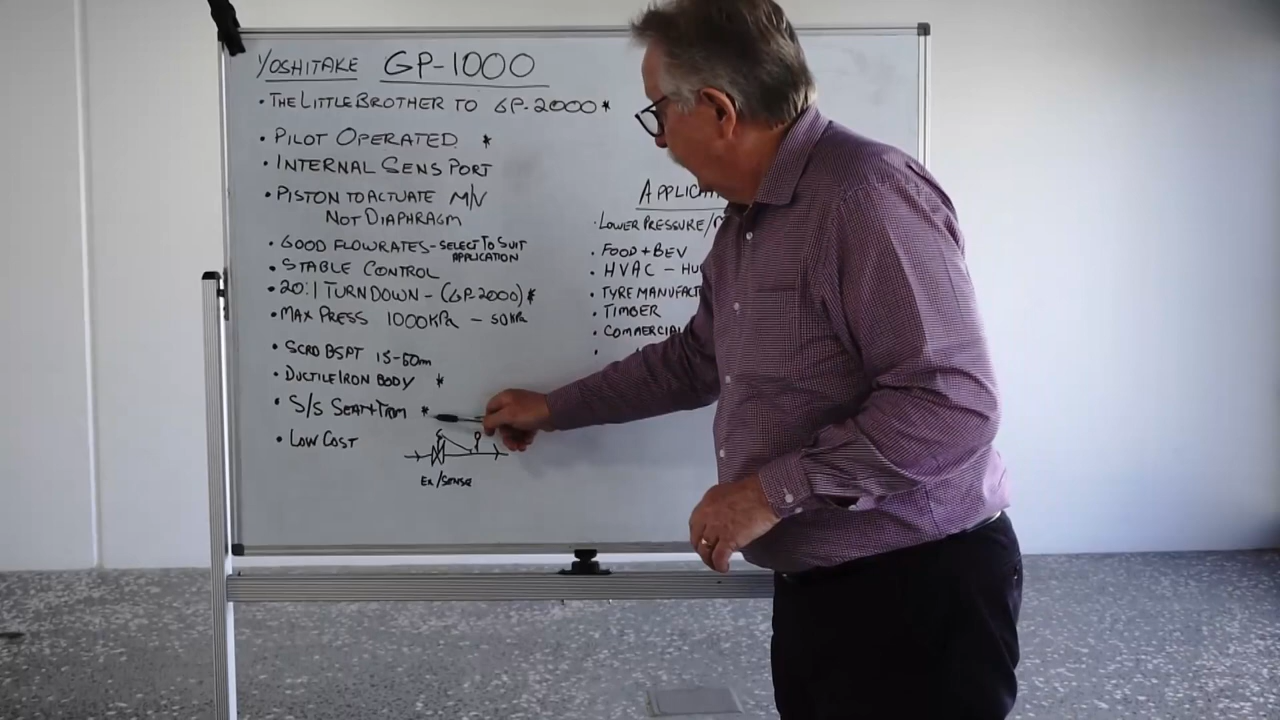 YOSHITAKE GP-1000
• THE LITTLE BROTHER TO GP-2000 *
• PILOT OPERATED *
• INTERNAL SENS PORT
• PISTON TO ACTUATE M/V
NOT DIAPHRAGM
• GOOD FLOWRATES - SELECT TO SUIT
APPLICATION
• STABLE CONTROL
• 20:1 TURNDOWN - (GP-2000) *
• MAX PRESS 1000KPa - 50KPa
• SCRD BSPT 15-50m
• DUCTILE IRON BODY *
• S/S SEAT+TRIM *
• LOW COST
EX/SENSE
APPLICAT
• LOWER PRESSURE/
• FOOD + BEV
• HVAC - HU
• TYRE MANUFACT
• TIMBER
• COMMERCIAL